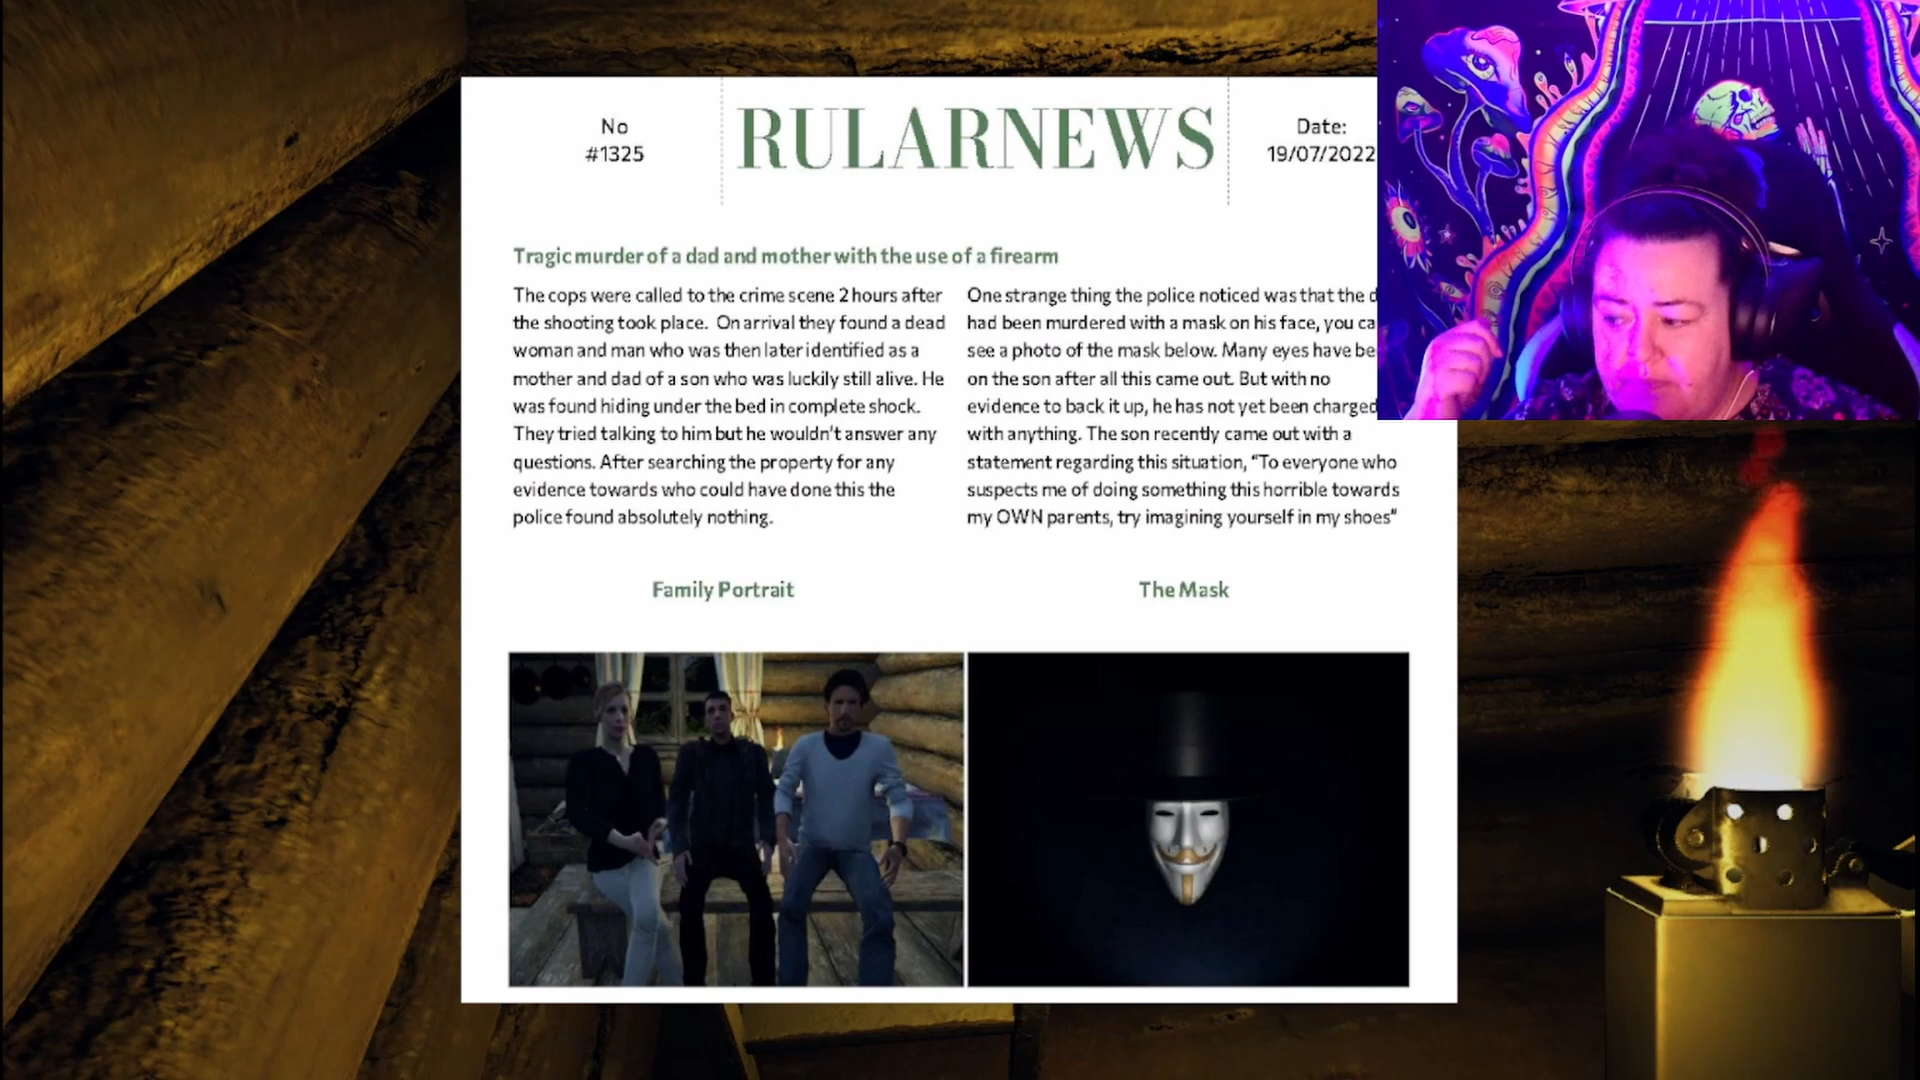 No
#1325
RULARNEWS
Date:
19/07/2022
Tragic murder of a dad and mother with the use of a firearm
The cops were called to the crime scene 2 hours after
the shooting took place. On arrival they found a dead
woman and man who was then later identified as a
mother and dad of a son who was luckily still alive. He
was found hiding under the bed in complete shock.
They tried talking to him but he wouldn't answer any
questions. After searching the property for any
evidence towards who could have done this the
police found absolutely nothing.
One strange thing the police noticed was that the
had been murdered with a mask on his face, you
see a photo of the mask below. Many eyes have
on the son after all this came out. But with no
evidence to back it up, he has not yet been charged
with anything. The son recently came out with a
statement regarding this situation, “To everyone who
suspects me of doing something this horrible towards
my OWN parents, try imagining yourself in my shoes"
Family Portrait
The Mask